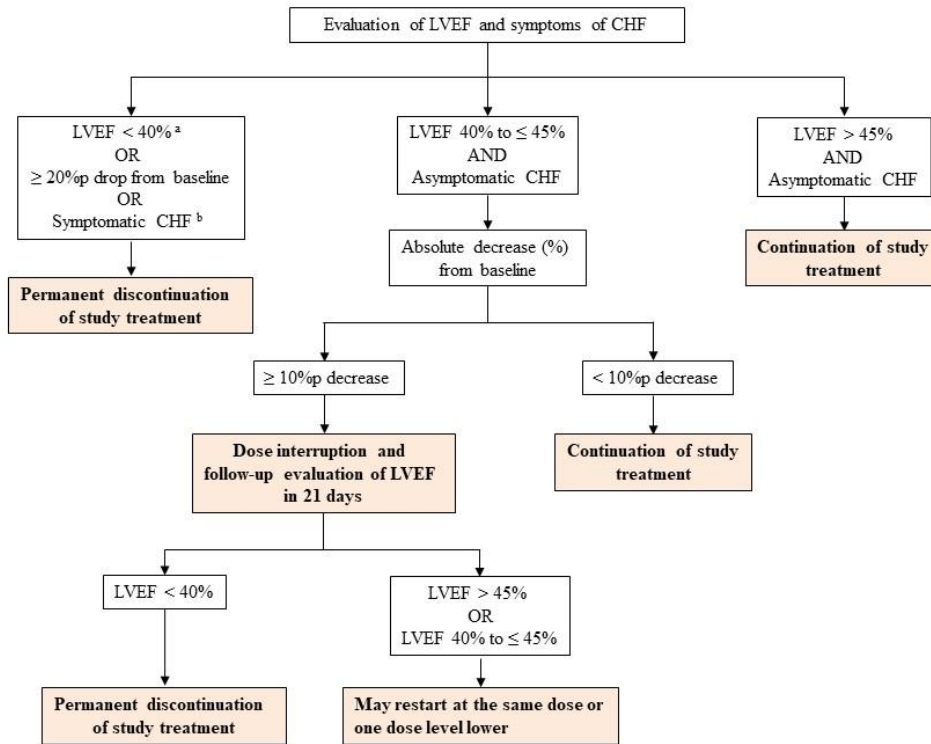 Evaluation of LVEF and symptoms of CHF
LVEF < 40% a
OR
≥ 20%p drop from baseline
OR
Symptomatic CHF b
LVEF 40% to ≤ 45%
AND
Asymptomatic CHF
LVEF > 45%
AND
Asymptomatic CHF
Permanent discontinuation
of study treatment
Absolute decrease (%)
from baseline
Continuation of study
treatment
≥ 10%p decrease
< 10%p decrease
Dose interruption and
follow-up evaluation of LVEF
in 21 days
Continuation of study
treatment
LVEF < 40%
LVEF > 45%
OR
LVEF 40% to ≤ 45%
Permanent discontinuation
of study treatment
May restart at the same dose or
one dose level lower